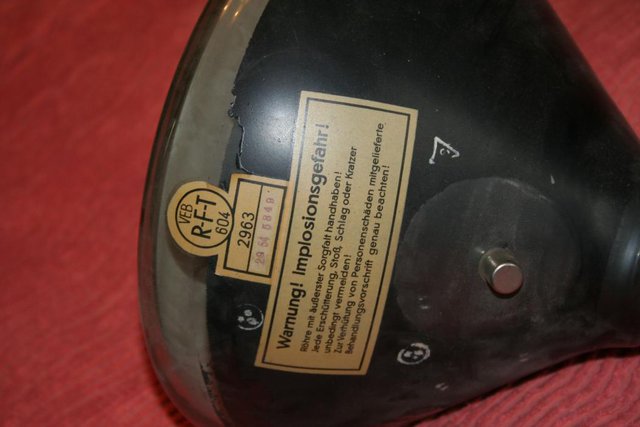 VEB
R·F·T
604
2963
Warnung! Implosionsgefahr!
Röhre mit äußerster Sorgfalt handhaben!
Jede Erschütterung, Stoß, Schlag oder Kratzer
unbedingt vermeiden!
Zur Verhütung von Personenschäden mitgelieferte
Behandlungsvorschrift genau beachten!